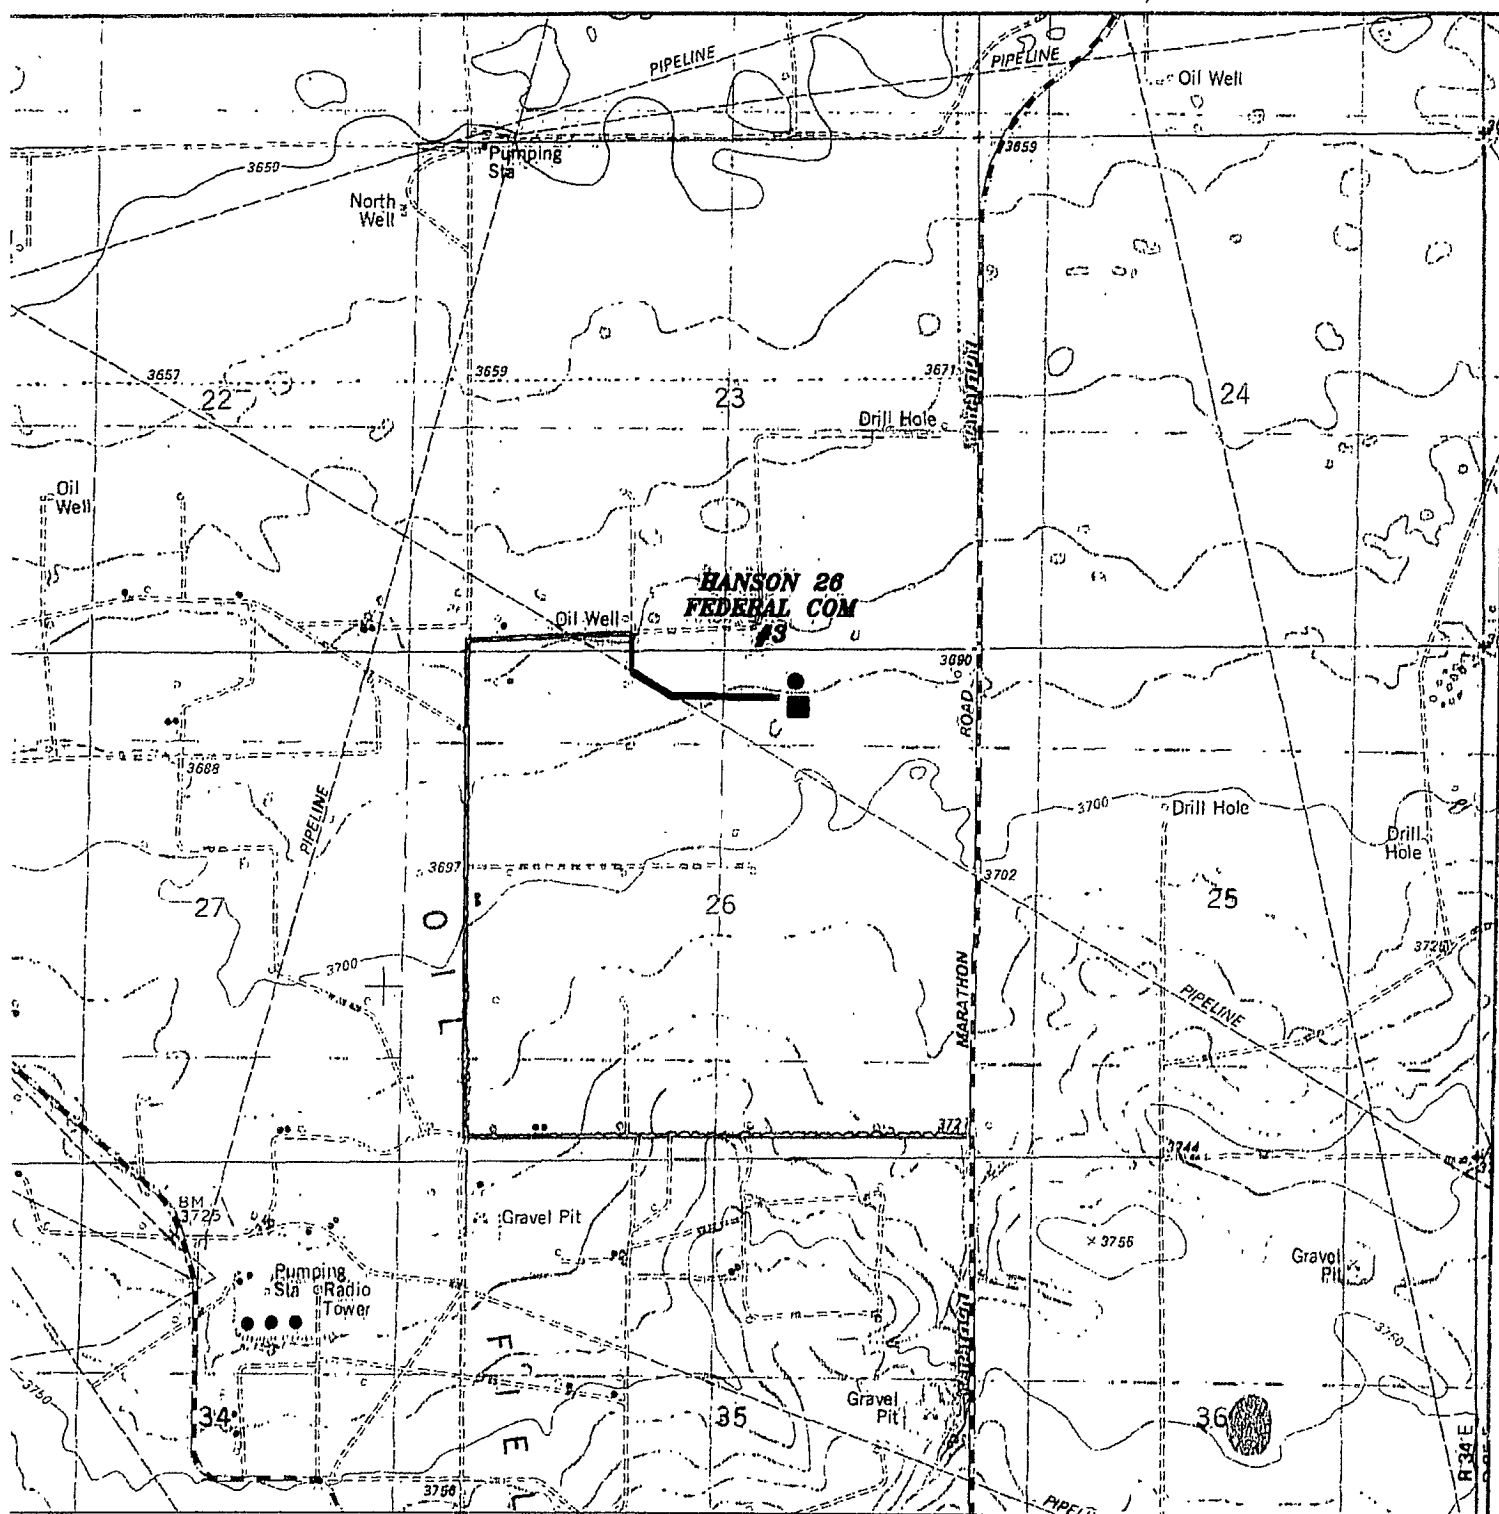 PIPELINE
PIPELINE
Oil Well
3659
Pumping
Sta
3650
North
Well
3657
22
3659
23
3671
24
Drill Hole
Oil
Well
HANSON 26
FEDERAL COM
#3
Oil Well
3690
ROAD
3688
PIPELINE
3700
Drill Hole
Drill
Hole
3697
3702
27
26
25
O I L
3700
3725
MARATHON
PIPELINE
3721
3744
BM
3725
Gravel Pit
3756
Gravel
Pit
Pumping
Sta
Radio
Tower
3750
3750
F I E L
34
35
Gravel
Pit
36
R 34 E
3756